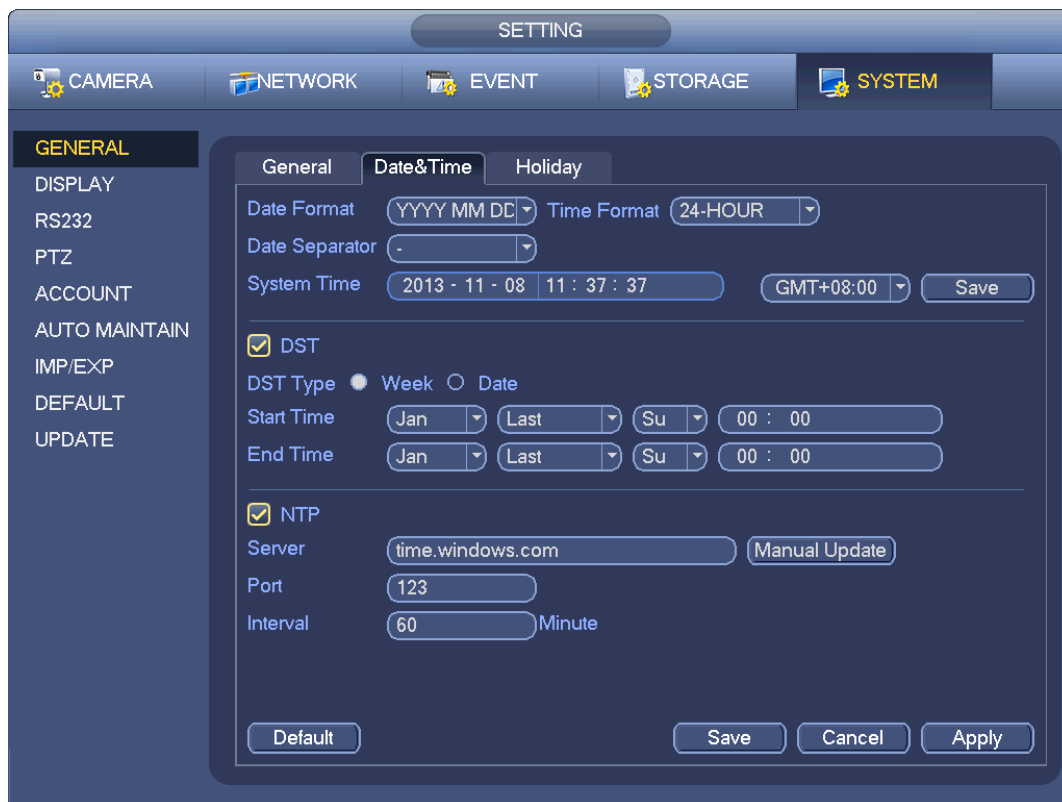 SETTING
CAMERA NETWORK EVENT STORAGE SYSTEM
GENERAL
DISPLAY
RS232
PTZ
ACCOUNT
AUTO MAINTAIN
IMP/EXP
DEFAULT
UPDATE
General Date&Time Holiday
Date Format YYYY MM DD Time Format 24-HOUR
Date Separator -
System Time 2013 - 11 - 08 11 : 37 : 37 GMT+08:00 Save
DST
DST Type Week Date
Start Time Jan Last Su 00 : 00
End Time Jan Last Su 00 : 00
NTP
Server time.windows.com Manual Update
Port 123
Interval 60 Minute
Default Save Cancel Apply